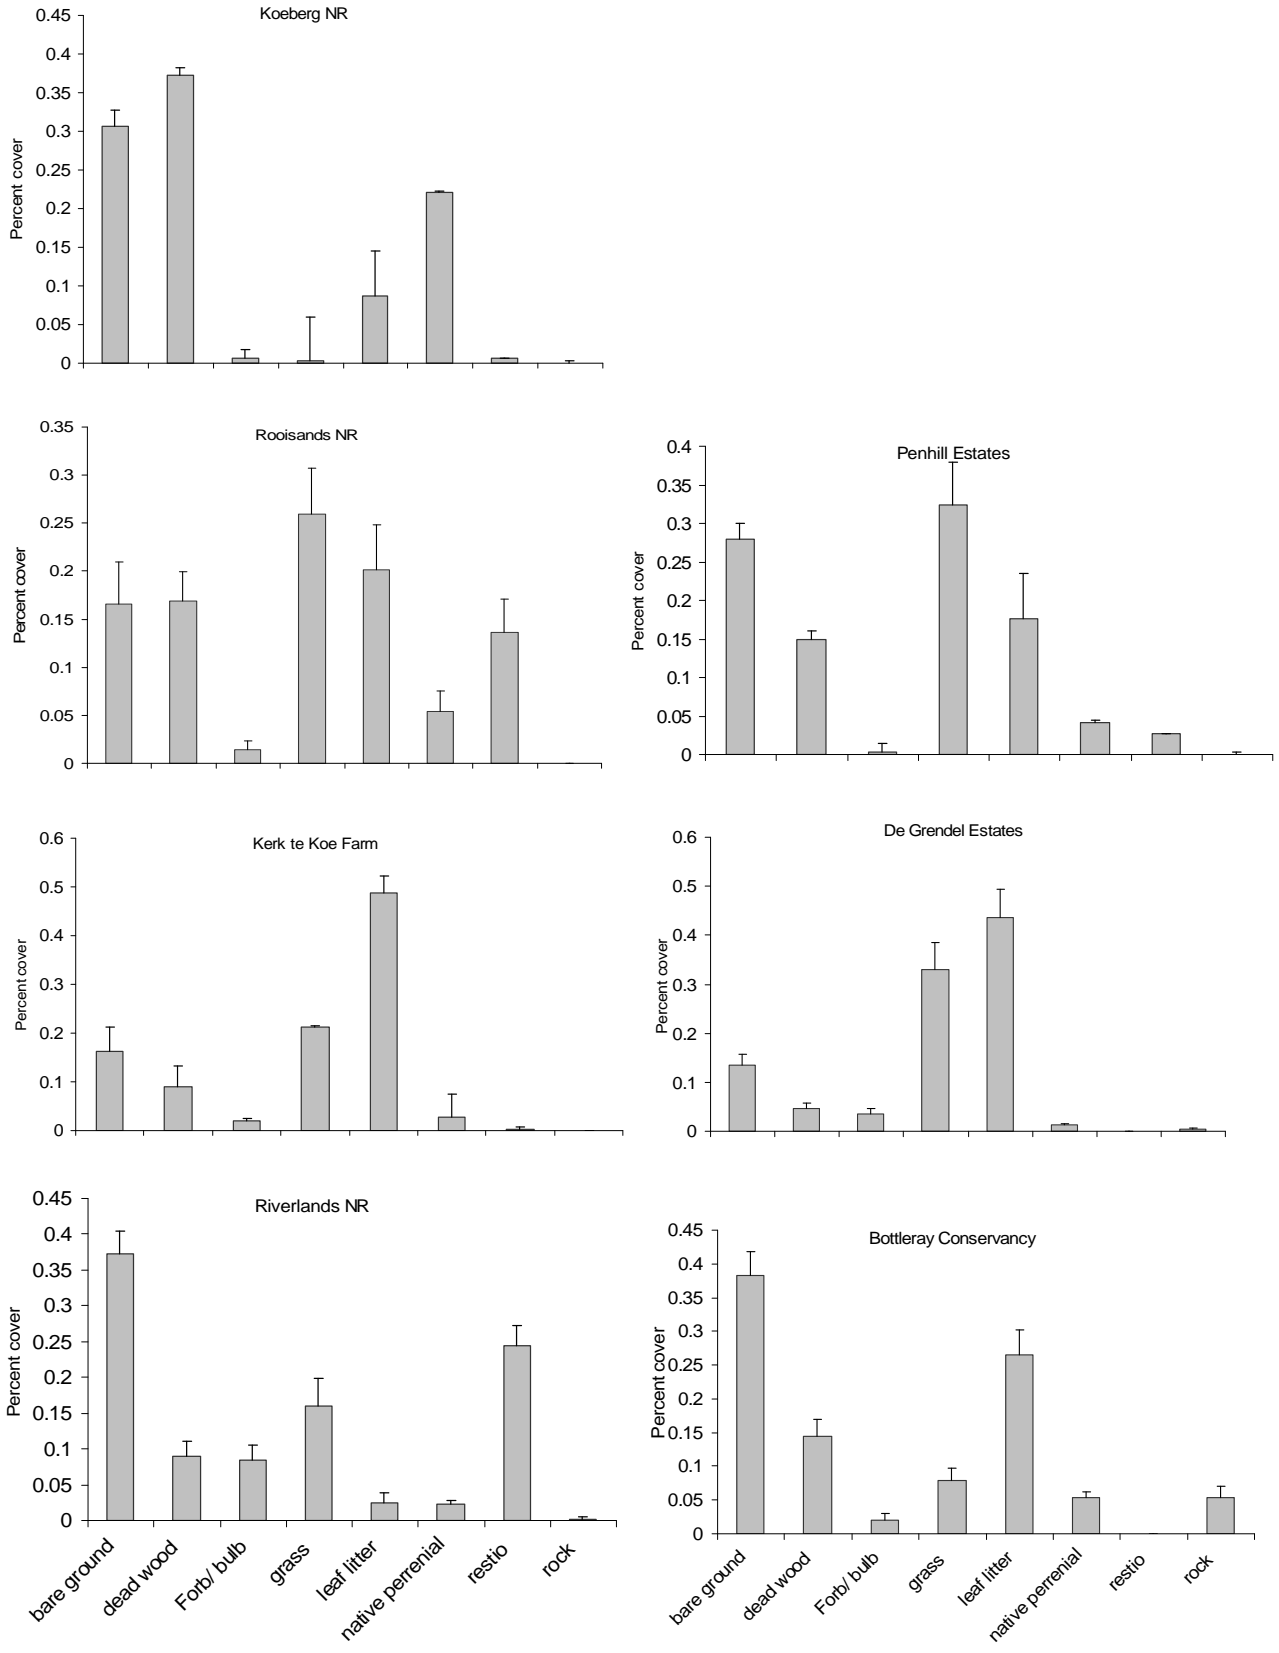 Koeberg NR
Percent cover
0.45
0.4
0.35
0.3
0.25
0.2
0.15
0.1
0.05
0
Rooisands NR
Percent cover
0.35
0.3
0.25
0.2
0.15
0.1
0.05
0
Penhill Estates
Percent cover
0.4
0.35
0.3
0.25
0.2
0.15
0.1
0.05
0
Kerk te Koe Farm
Percent cover
0.6
0.5
0.4
0.3
0.2
0.1
0
De Grendel Estates
Percent cover
0.6
0.5
0.4
0.3
0.2
0.1
0
Riverlands NR
Percent cover
0.45
0.4
0.35
0.3
0.25
0.2
0.15
0.1
0.05
0
bare ground
dead wood
Forb/ bulb
grass
leaf litter
native perrenial
restio
rock
Bottleray Conservancy
Percent cover
0.45
0.4
0.35
0.3
0.25
0.2
0.15
0.1
0.05
0
bare ground
dead wood
Forb/ bulb
grass
leaf litter
native perrenial
restio
rock